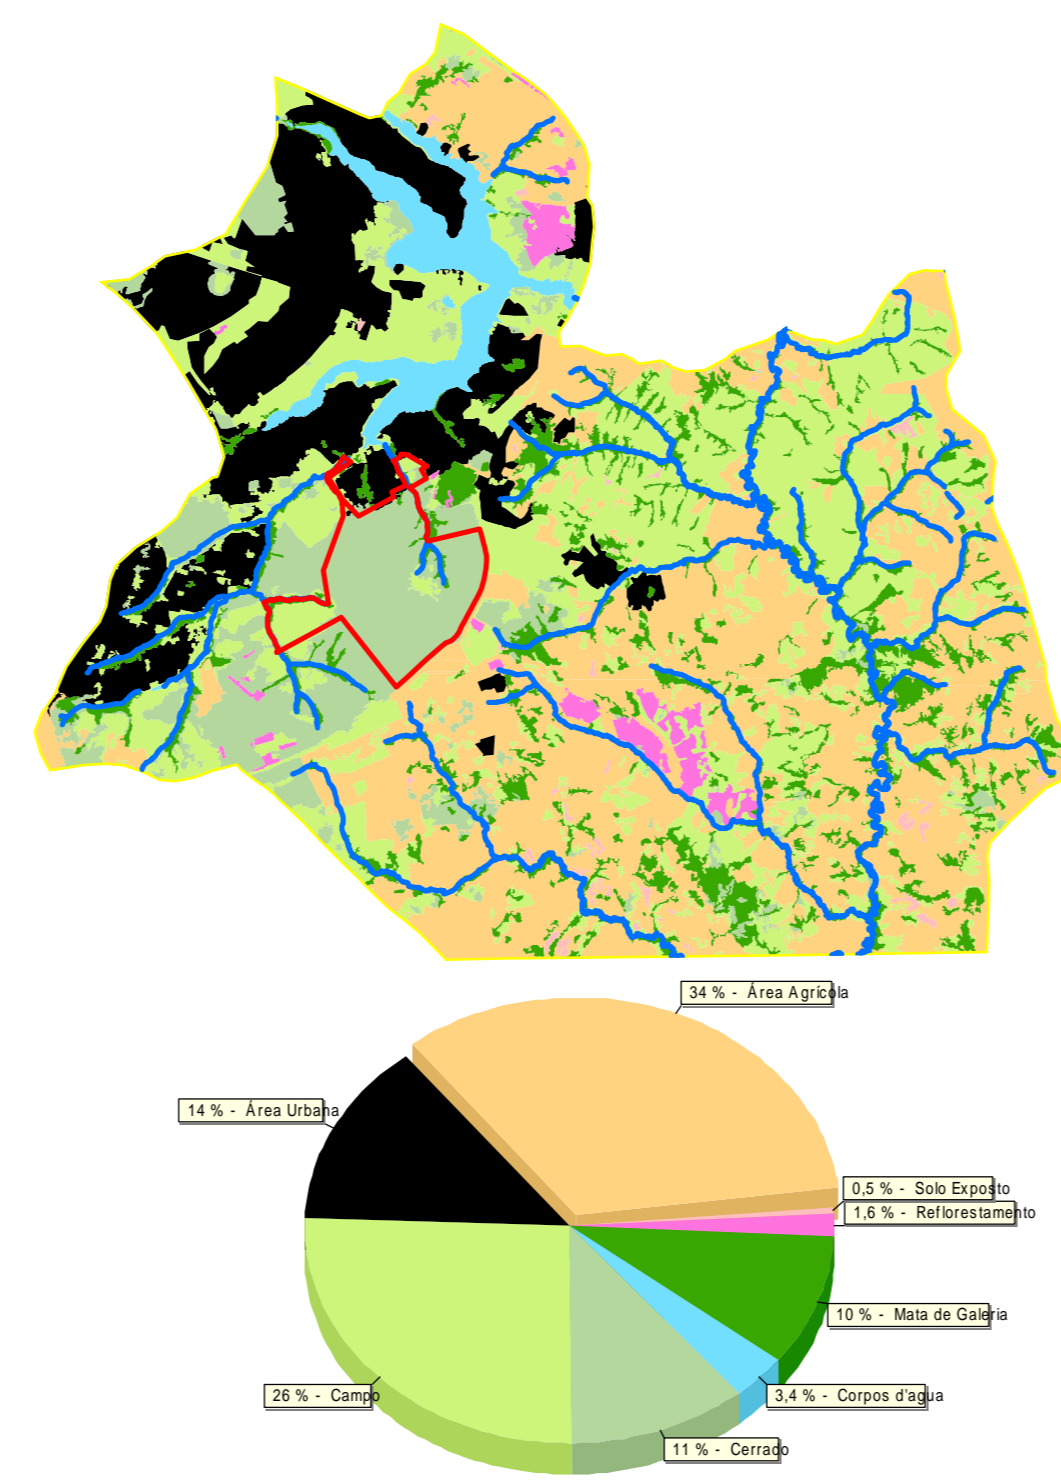 34 % - Área Agrícola
14 % - Área Urbana
0,5 % - Solo Exposto
1,6 % - Reflorestamento
10 % - Mata de Galeria
26 % - Campo
3,4 % - Corpos d'agua
11 % - Cerrado